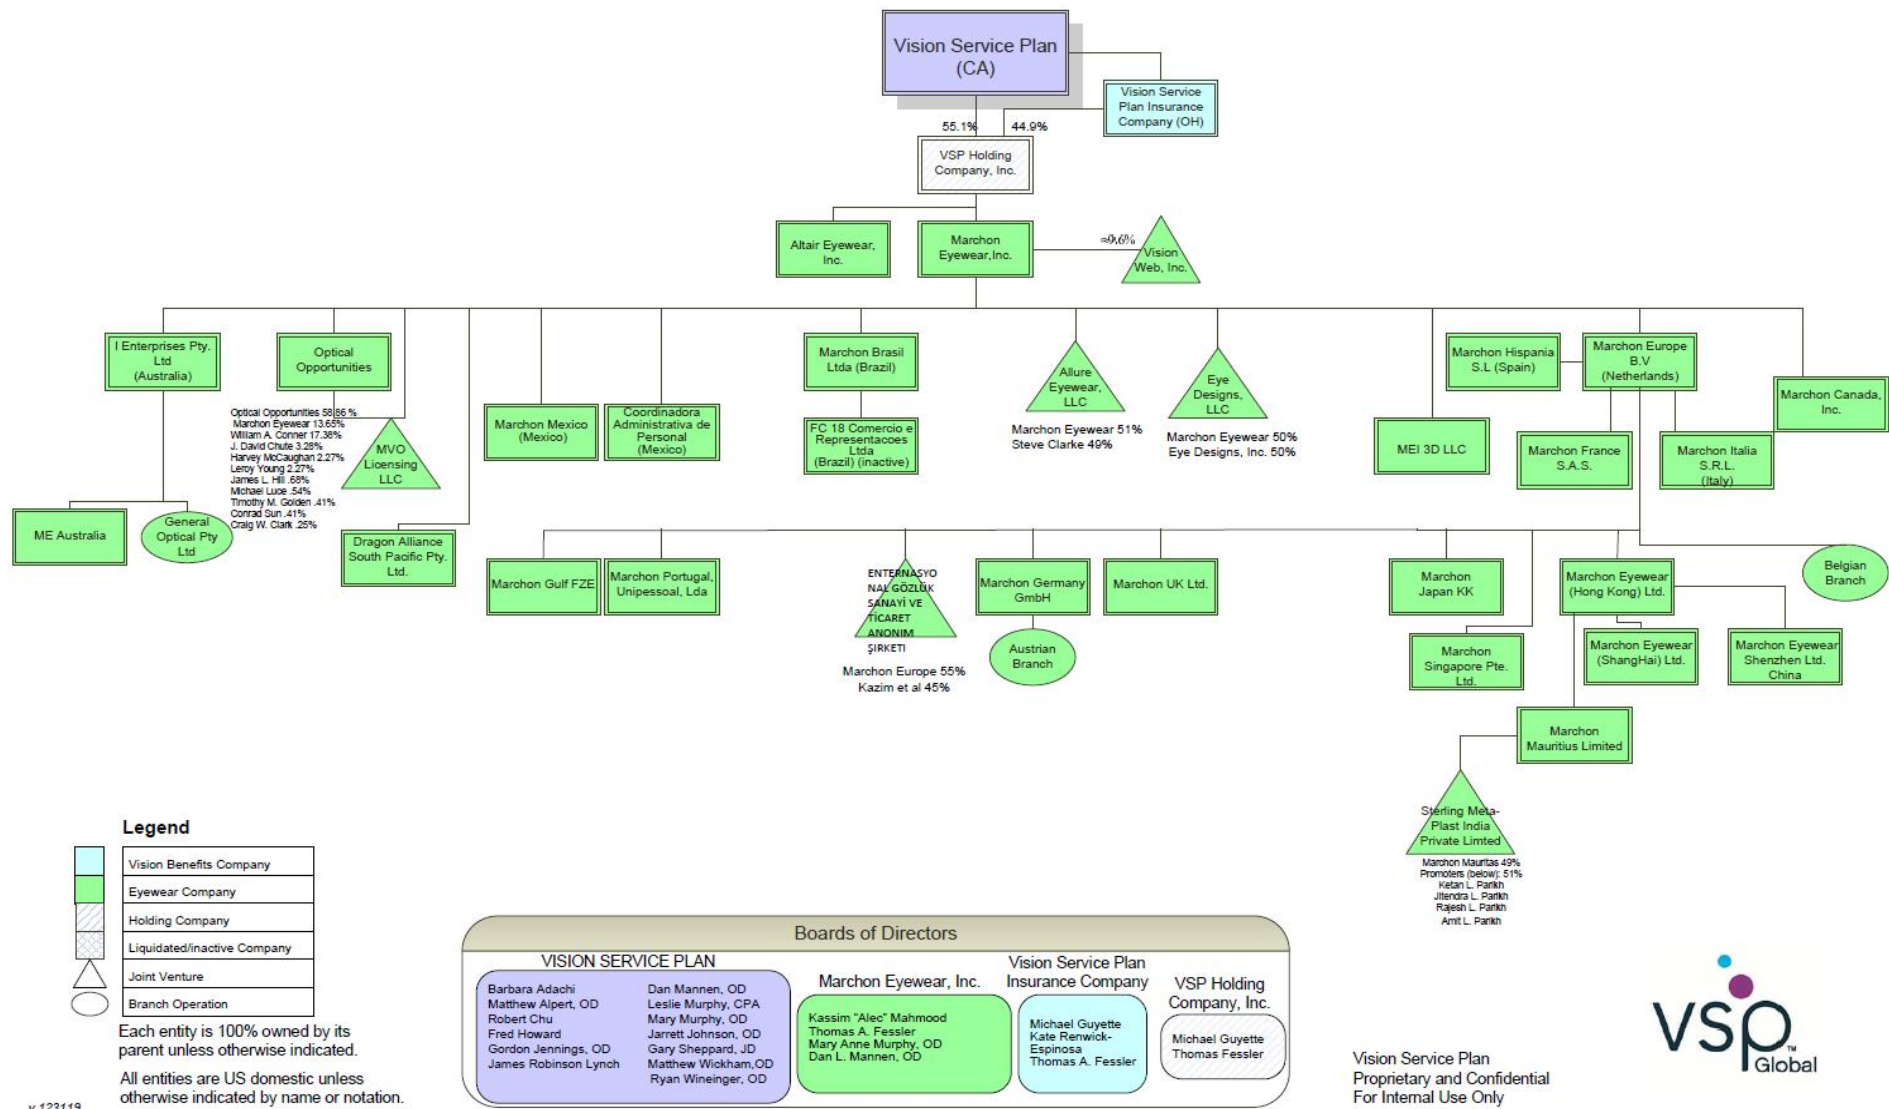 Vision Service Plan
(CA)
Vision Service
Plan Insurance
Company (OH)
55.1%
44.9%
VSP Holding
Company, Inc.
Altair Eyewear,
Inc.
Marchon
Eyewear,Inc.
≈9.6%
Vision
Web, Inc.
I Enterprises Pty.
Ltd
(Australia)
Optical
Opportunities
Marchon Brasil
Ltda (Brazil)
Allure
Eyewear,
LLC
Eye
Designs,
LLC
Marchon Hispania
S.L (Spain)
Marchon Europe
B.V
(Netherlands)
Marchon Canada,
Inc.
Optical Opportunities 58.86 %
Marchon Eyewear 13.65%
William A. Conner 17.36%
J. David Chute 3.28%
Harvey McCaughan 2.27%
Leroy Young 2.27%
James L. Hill .68%
Michael Luce .54%
Timothy M. Golden .41%
Conrad Sun .41%
Craig W. Clark .25%
MVO
Licensing
LLC
Marchon Mexico
(Mexico)
Coordinadora
Administrativa de
Personal
(Mexico)
FC 18 Comercio e
Representacoes
Ltda
(Brazil) (inactive)
Marchon Eyewear 51%
Steve Clarke 49%
Marchon Eyewear 50%
Eye Designs, Inc. 50%
MEI 3D LLC
Marchon France
S.A.S.
Marchon Italia
S.R.L.
(Italy)
ME Australia
General
Optical Pty
Ltd
Dragon Alliance
South Pacific Pty.
Ltd.
Marchon Gulf FZE
Marchon Portugal,
Unipessoal, Lda
ENTERNASYO
NAL GÖZLÜK
SANAYİ VE
TİCARET
ANONIM
ŞIRKETI
Marchon Europe 55%
Kazim et al 45%
Marchon Germany
GmbH
Austrian
Branch
Marchon UK Ltd.
Marchon
Japan KK
Marchon Eyewear
(Hong Kong) Ltd.
Belgian
Branch
Marchon
Singapore Pte.
Ltd.
Marchon Eyewear
(ShangHai) Ltd.
Marchon Eyewear
Shenzhen Ltd.
China
Marchon
Mauritius Limited
Sterling Meta-
Plast India
Private Limted
Marchon Mauritas 49%
Promoters (below): 51%
Ketan L. Parikh
Jitendra L. Parikh
Rajesh L. Parikh
Amit L. Parikh
Legend
Vision Benefits Company
Eyewear Company
Holding Company
Liquidated/inactive Company
Joint Venture
Branch Operation
Each entity is 100% owned by its
parent unless otherwise indicated.
All entities are US domestic unless
otherwise indicated by name or notation.
v.123119
Boards of Directors
VISION SERVICE PLAN
Barbara Adachi
Matthew Alpert, OD
Robert Chu
Fred Howard
Gordon Jennings, OD
James Robinson Lynch
Dan Mannen, OD
Leslie Murphy, CPA
Mary Murphy, OD
Jarrett Johnson, OD
Gary Sheppard, JD
Matthew Wickham,OD
Ryan Wineinger, OD
Marchon Eyewear, Inc.
Kassim "Alec" Mahmood
Thomas A. Fessler
Mary Anne Murphy, OD
Dan L. Mannen, OD
Vision Service Plan
Insurance Company
Michael Guyette
Kate Renwick-
Espinosa
Thomas A. Fessler
VSP Holding
Company, Inc.
Michael Guyette
Thomas Fessler
Vision Service Plan
Proprietary and Confidential
For Internal Use Only
vsp™
Global